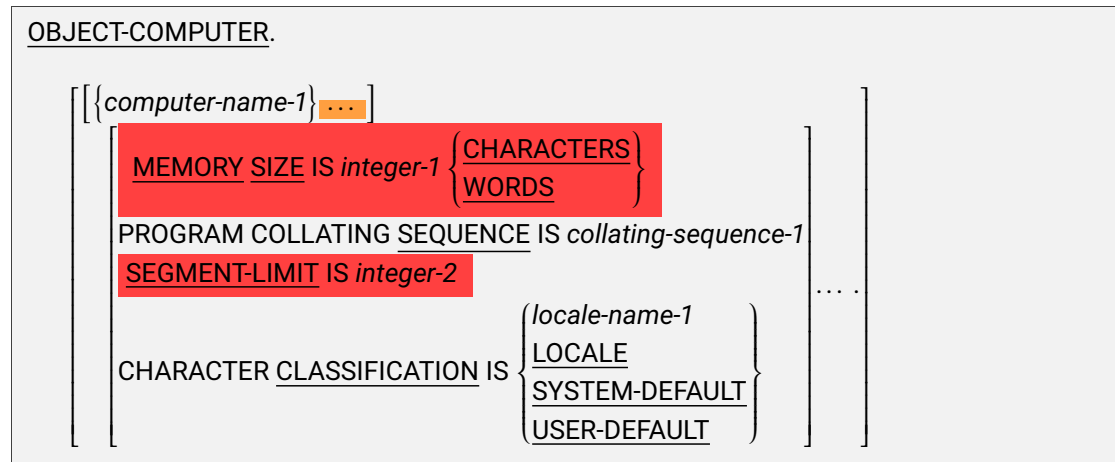 OBJECT-COMPUTER.
[[{computer-name-1} ...]
MEMORY SIZE IS integer-1 {CHARACTERS
WORDS}
PROGRAM COLLATING SEQUENCE IS collating-sequence-1
SEGMENT-LIMIT IS integer-2
... .
locale-name-1
LOCALE
CHARACTER CLASSIFICATION IS
SYSTEM-DEFAULT
USER-DEFAULT